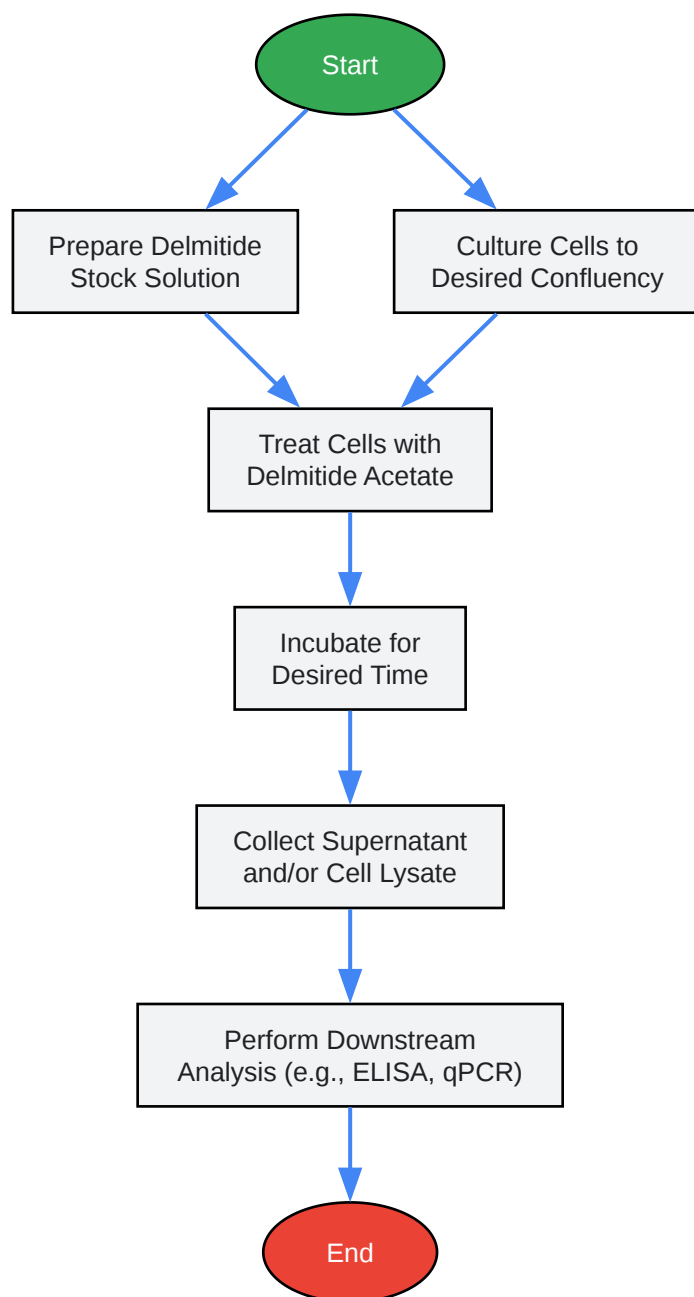 Start
Prepare Delmitide
Stock Solution
Culture Cells to
Desired Confluency
Treat Cells with
Delmitide Acetate
Incubate for
Desired Time
Collect Supernatant
and/or Cell Lysate
Perform Downstream
Analysis (e.g., ELISA, qPCR)
End